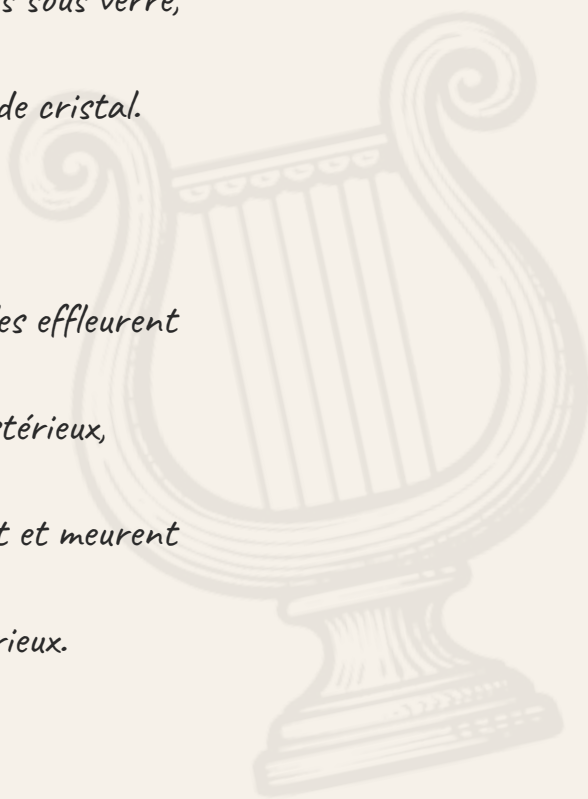 s sous verre,
de cristal.
es effleurent
térieux,
t et meurent
rieux.